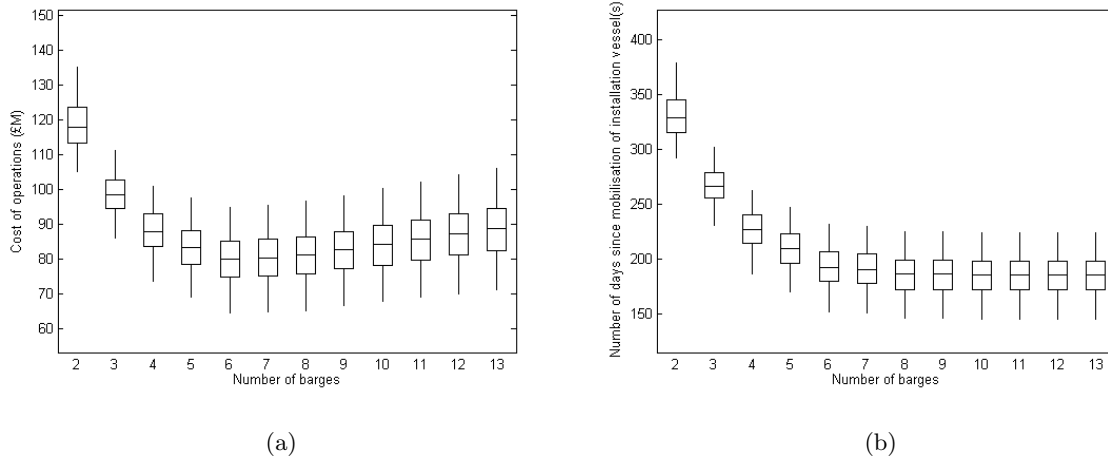 150
140
130
120
110
100
90
80
70
60
Cost of operations (£M)
2 3 4 5 6 7 8 9 10 11 12 13
Number of barges
(a)
400
350
300
250
200
150
Number of days since mobilisation of installation vessel(s)
2 3 4 5 6 7 8 9 10 11 12 13
Number of barges
(b)